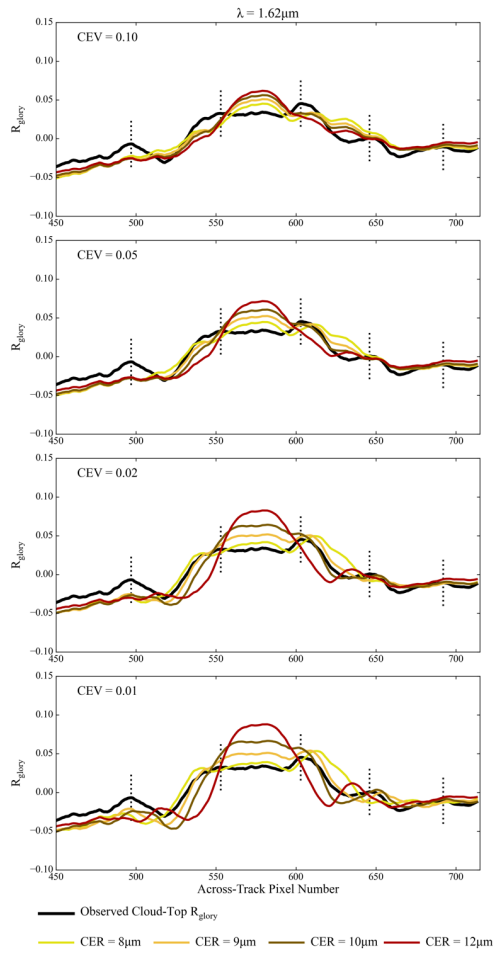 λ = 1.62μm
CEV = 0.10
0.15
0.10
0.05
0.00
−0.05
−0.10
Rglory
450 500 550 600 650 700
CEV = 0.05
0.15
0.10
0.05
0.00
−0.05
−0.10
Rglory
450 500 550 600 650 700
CEV = 0.02
0.15
0.10
0.05
0.00
−0.05
−0.10
Rglory
450 500 550 600 650 700
CEV = 0.01
0.15
0.10
0.05
0.00
−0.05
−0.10
Rglory
450 500 550 600 650 700
Across-Track Pixel Number
Observed Cloud-Top Rglory
CER = 8μm CER = 9μm CER = 10μm CER = 12μm